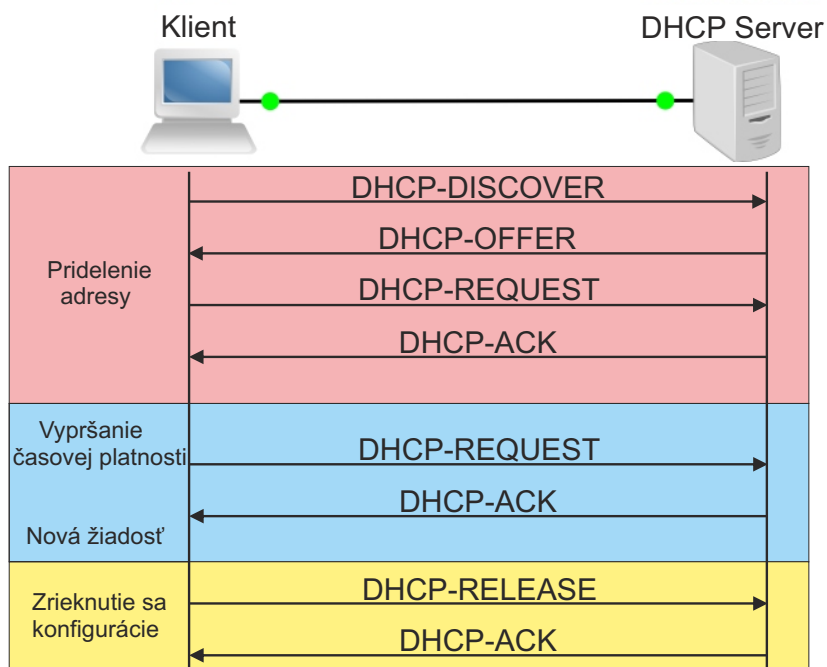 Klient
DHCP Server
DHCP-DISCOVER
DHCP-OFFER
Pridelenie
adresy
DHCP-REQUEST
DHCP-ACK
Vypršanie
časovej platnosti
DHCP-REQUEST
DHCP-ACK
Nová žiadosť
DHCP-RELEASE
Zrieknutie sa
konfigurácie
DHCP-ACK